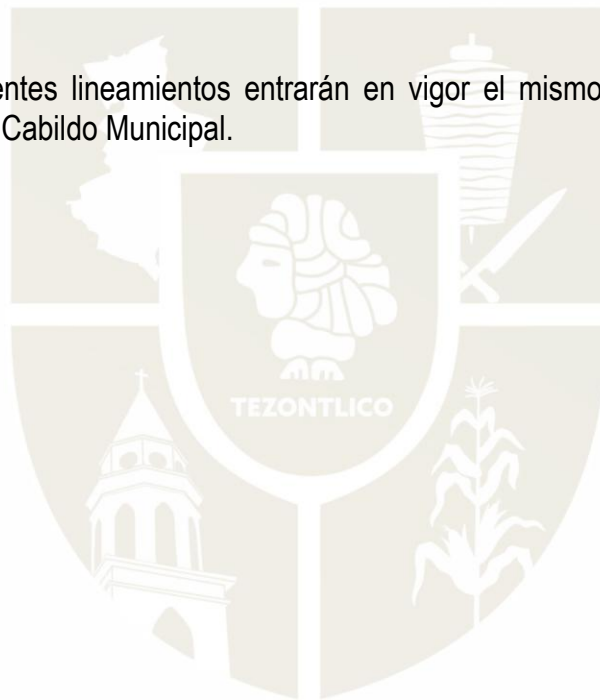 entes lineamientos entrarán en vigor el mismo
Cabildo Municipal.
TEZONTLICO